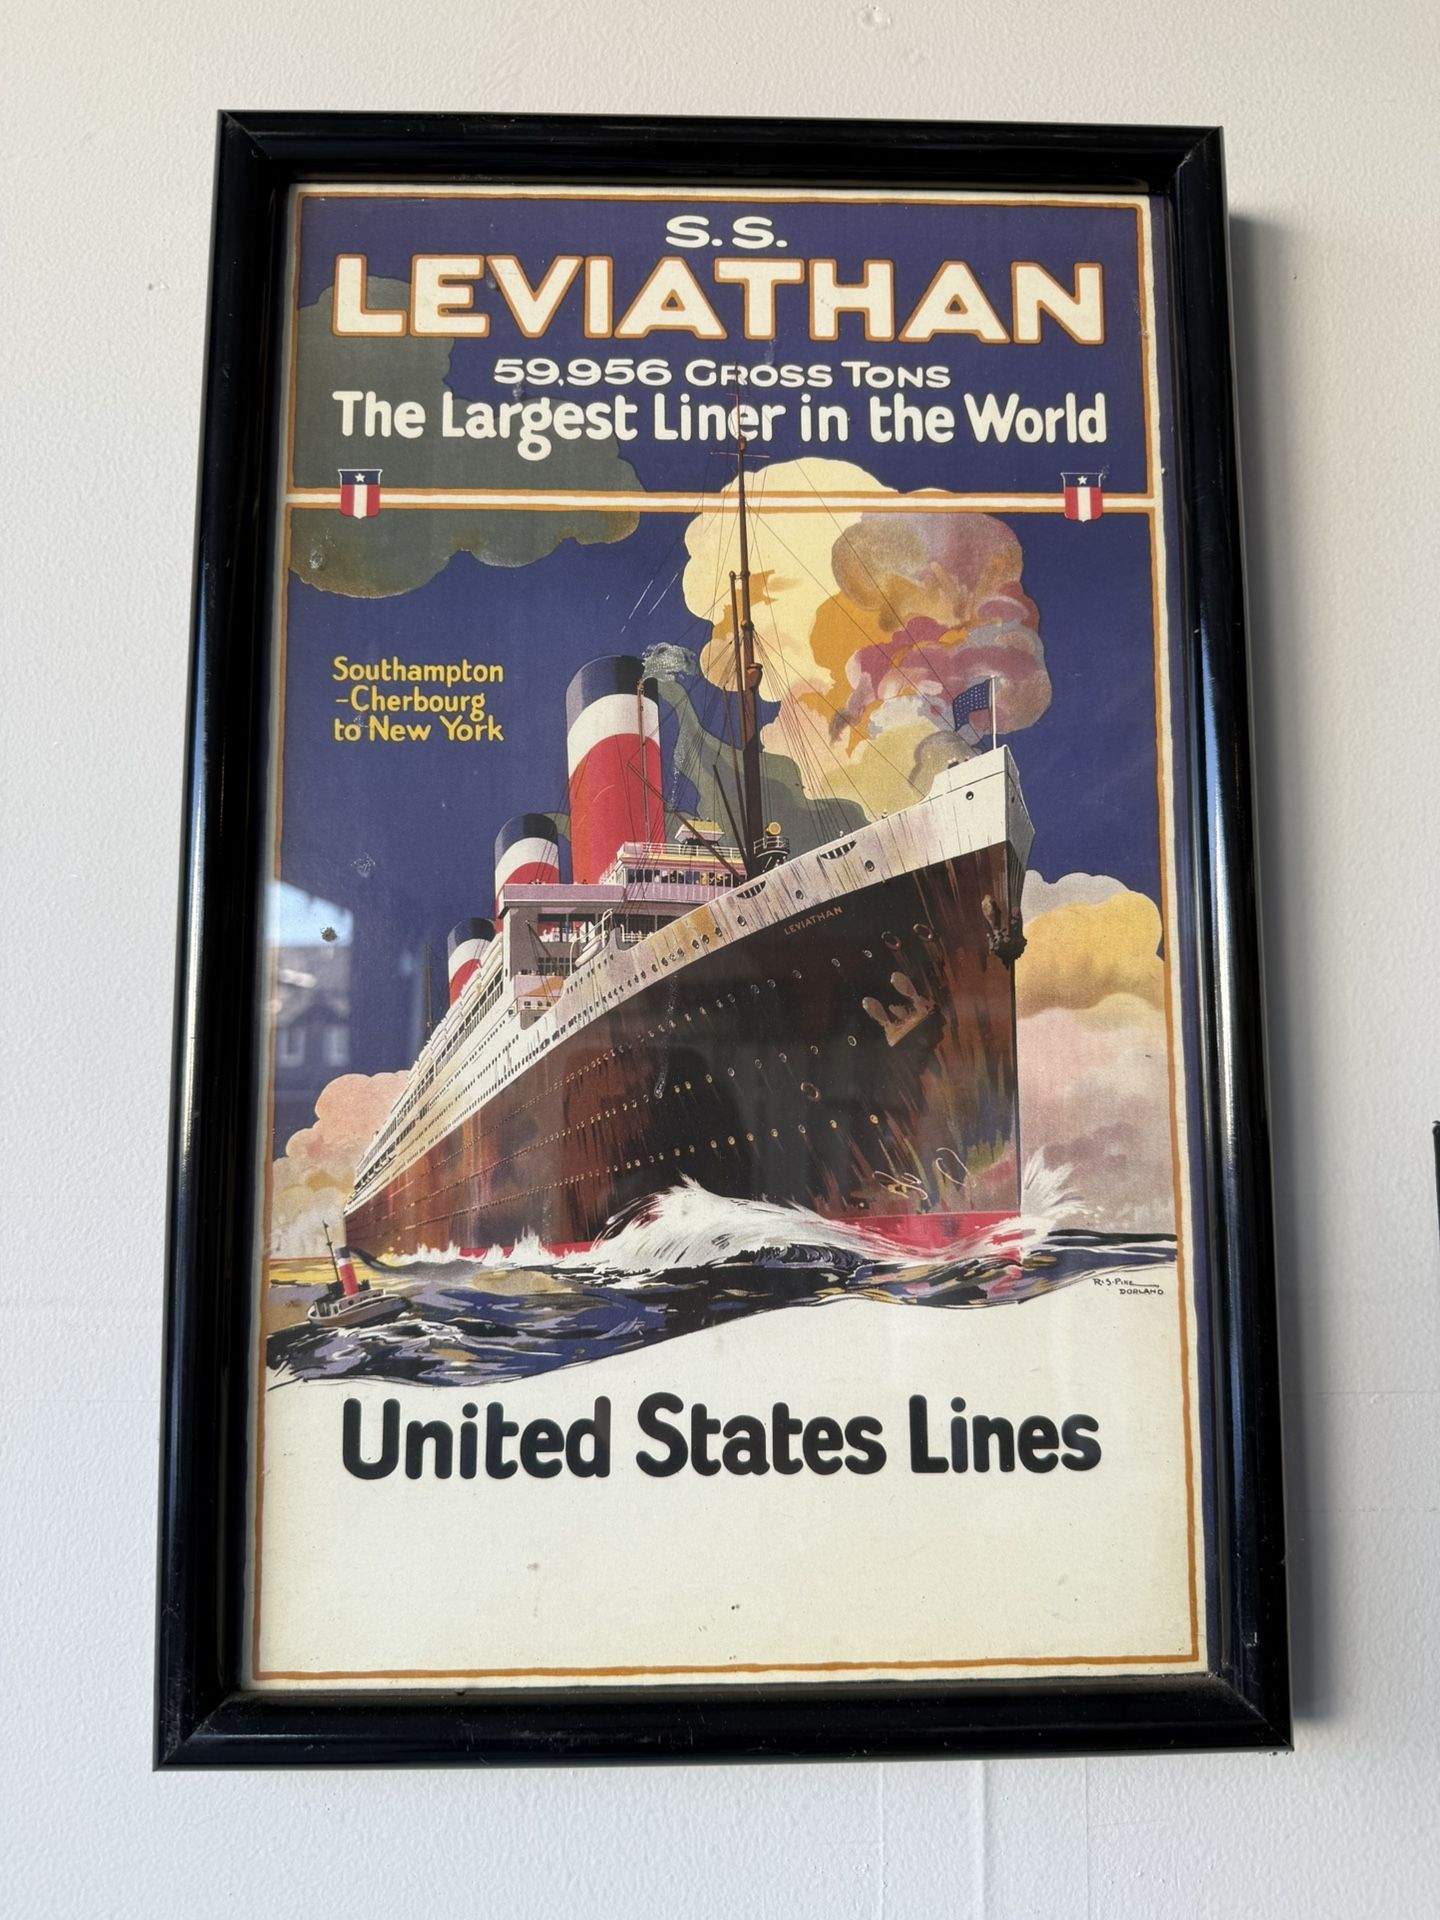 S.S.
LEVIATHAN
59,956 GROSS TONS
The Largest Liner in the World
Southampton
-Cherbourg
to New York
LEVIATHAN
R.S.PIKE
DORLAND
United States Lines